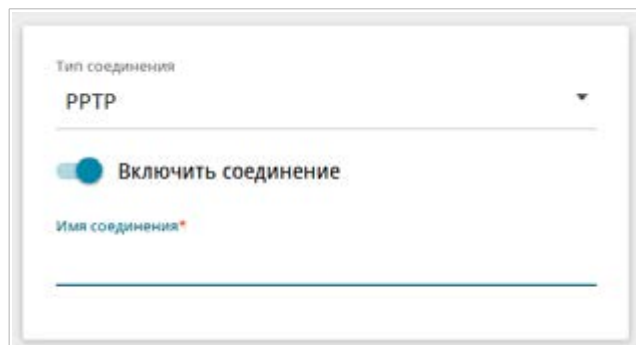 Тип соединения
PPTP
Включить соединение
Имя соединения*